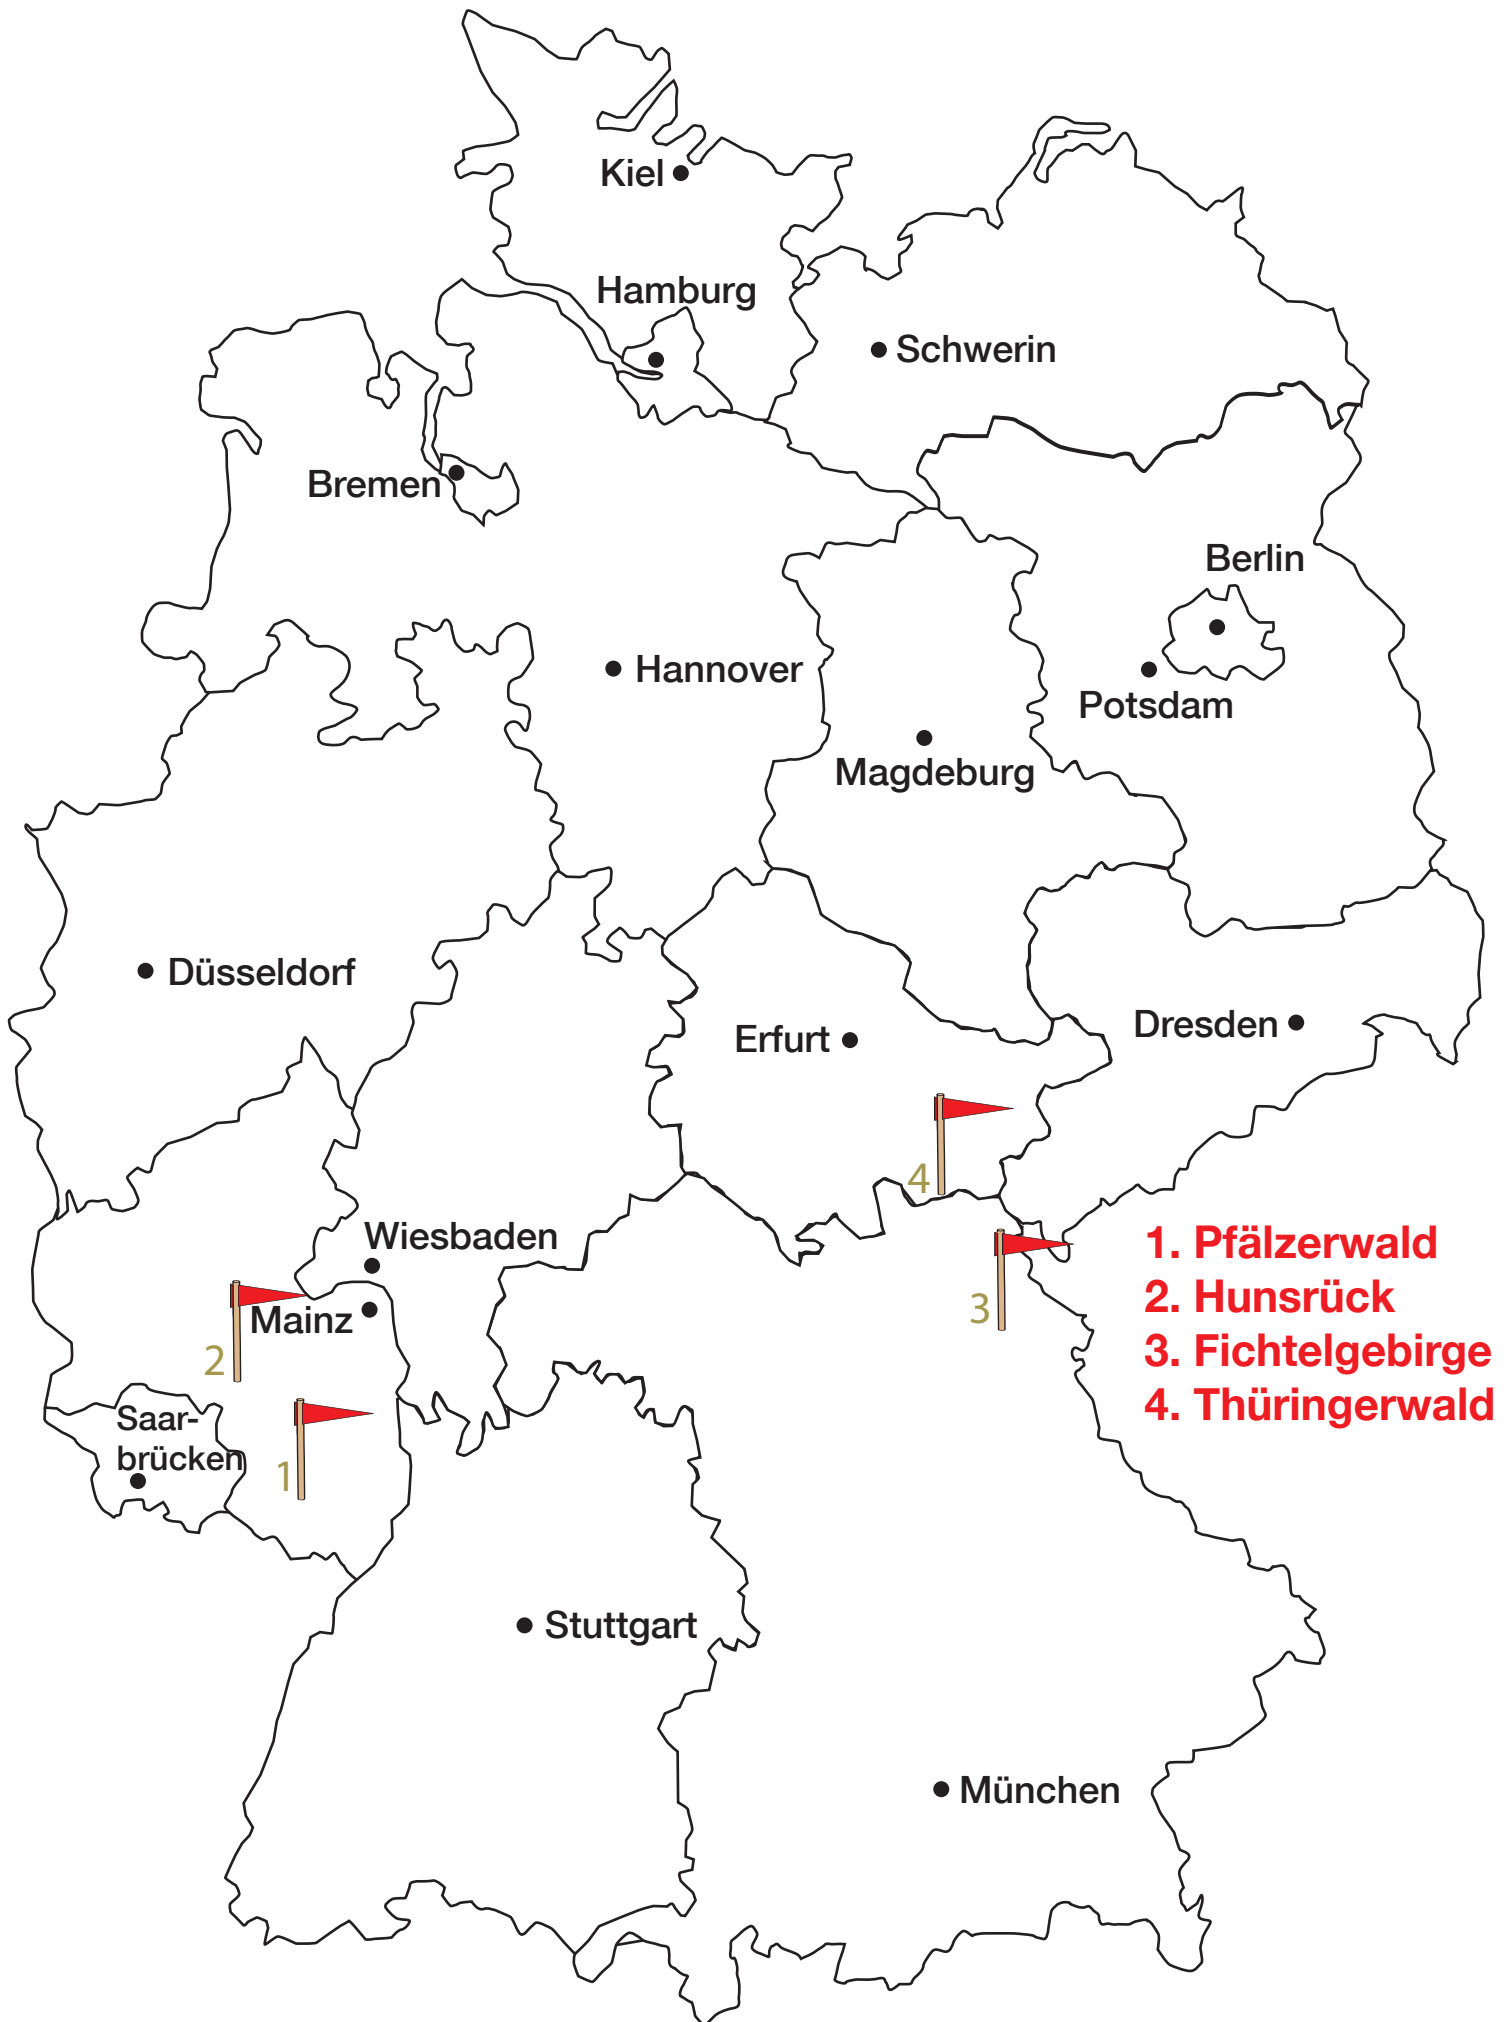 Kiel
Hamburg
Schwerin
Bremen
Berlin
Hannover
Potsdam
Magdeburg
Düsseldorf
Dresden
Erfurt
4
Wiesbaden
1. Pfälzerwald
2. Hunsrück
3. Fichtelgebirge
4. Thüringerwald
3
Mainz
2
Saar-
brücken
1
Stuttgart
München